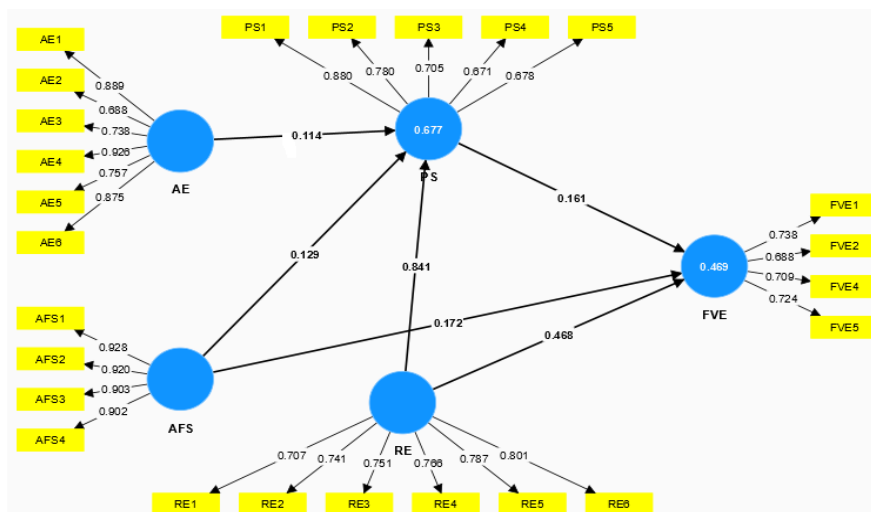 PS1 PS2 PS3 PS4 PS5
AE1
AE2
AE3
AE4
AE5
AE6
0.889
0.688
0.738
0.926
0.757
0.875
AE
0.880
0.780
0.705
0.671
0.678
0.677
PS
0.114
0.129
0.841
0.161
0.172
0.468
FVE1
FVE2
FVE4
FVE5
0.738
0.688
0.709
0.724
0.469
FVE
AFS1
AFS2
AFS3
AFS4
0.928
0.920
0.903
0.902
AFS
RE
0.707
0.741
0.751
0.766
0.787
0.801
RE1 RE2 RE3 RE4 RE5 RE6